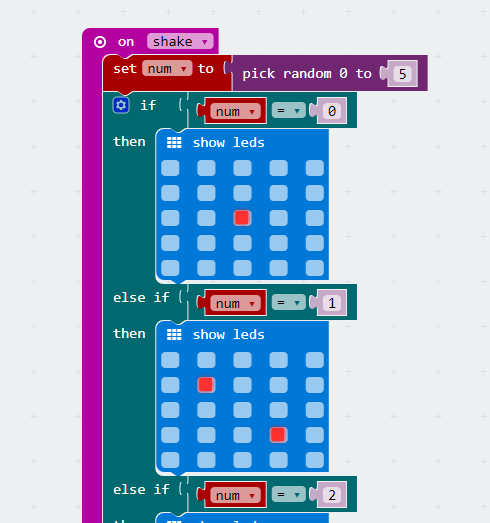 on shake
set num to pick random 0 to 5
if num = 0
then show leds
else if num = 1
then show leds
else if num = 2